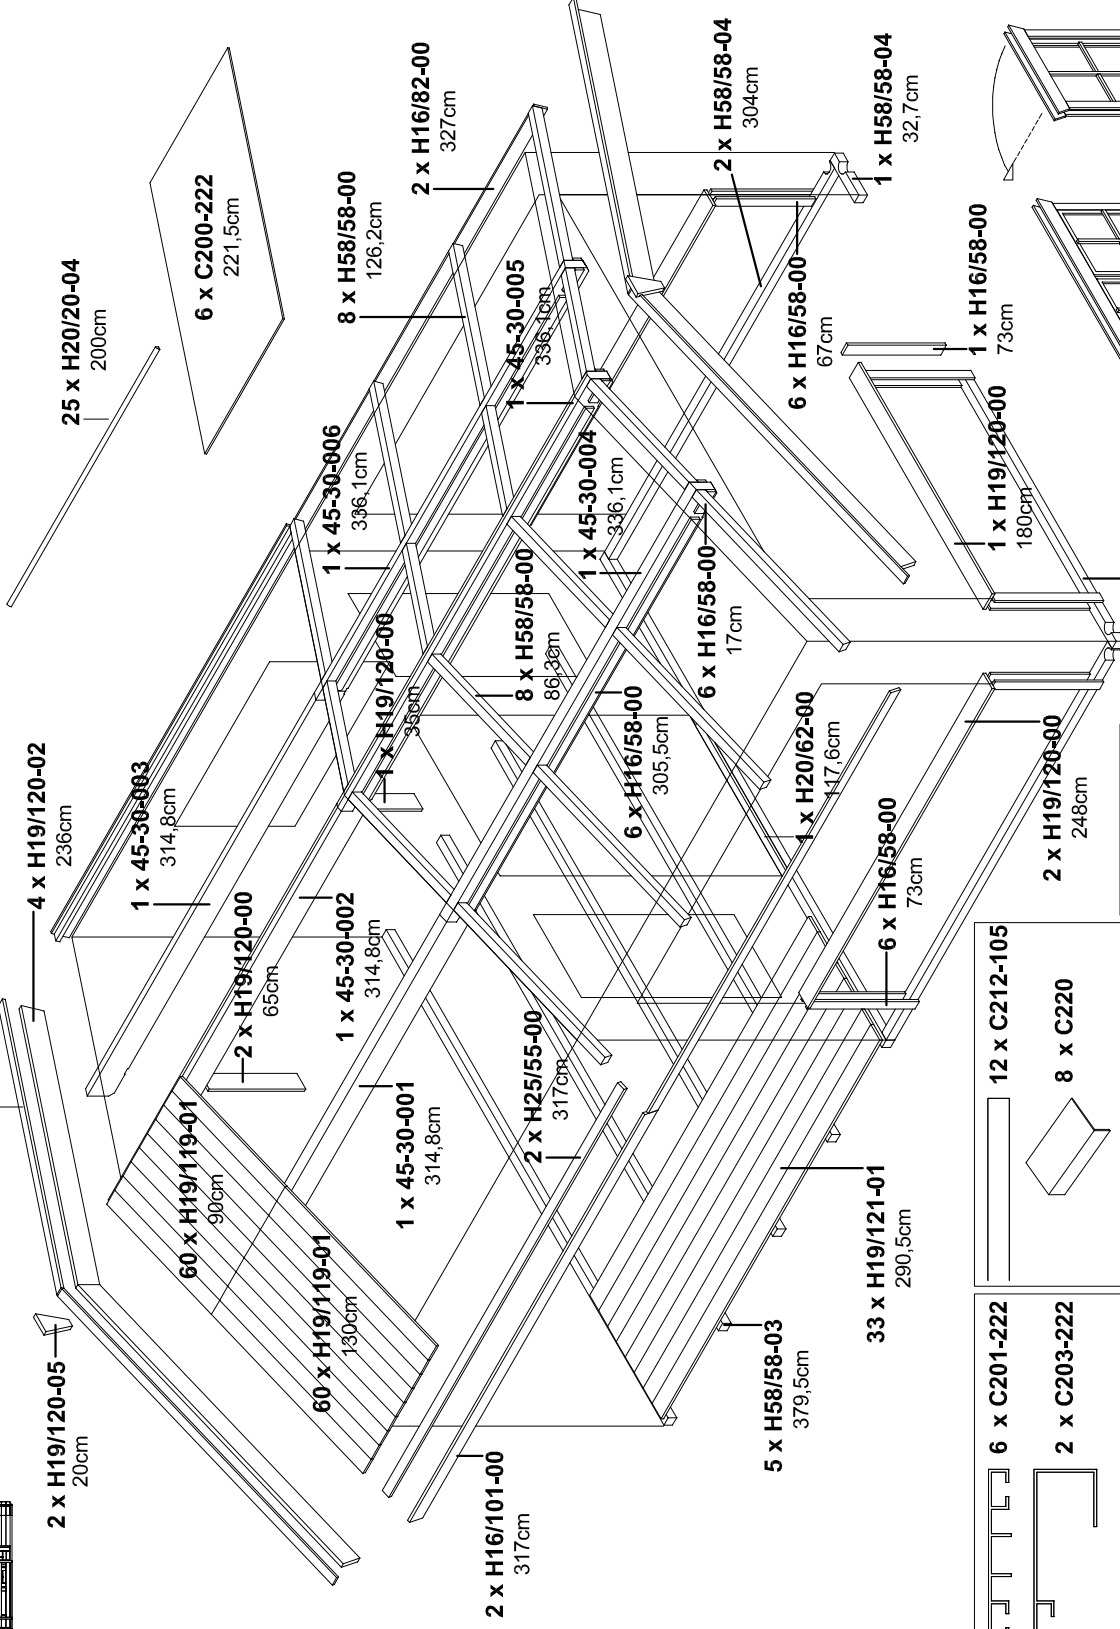 25 x H20/20-04
200cm
6 x C200-222
221,5cm
2 x H16/82-00
327cm
8 x H58/58-00
126,2cm
2 x H58/58-04
304cm
1 x H58/58-04
32,7cm
1 x 45-30-005
336,1cm
6 x H16/58-00
67cm
1 x H16/58-00
73cm
1 x 45-30-006
336,1cm
1 x 45-30-004
336,1cm
1 x H19/120-00
180cm
1 x H19/120-00
35cm
8 x H58/58-00
86,3cm
6 x H16/58-00
17cm
4 x H19/120-02
236cm
1 x 45-30-003
314,8cm
6 x H16/58-00
305,5cm
1 x H20/62-00
117,6cm
2 x H19/120-00
248cm
6 x H16/58-00
73cm
2 x H19/120-00
65cm
1 x 45-30-002
314,8cm
2 x H25/55-00
317cm
1 x 45-30-001
314,8cm
60 x H19/119-01
90cm
60 x H19/119-01
130cm
33 x H19/121-01
290,5cm
5 x H58/58-03
379,5cm
2 x H19/120-05
20cm
2 x H16/101-00
317cm
12 x C212-105
8 x C220
6 x C201-222
2 x C203-222